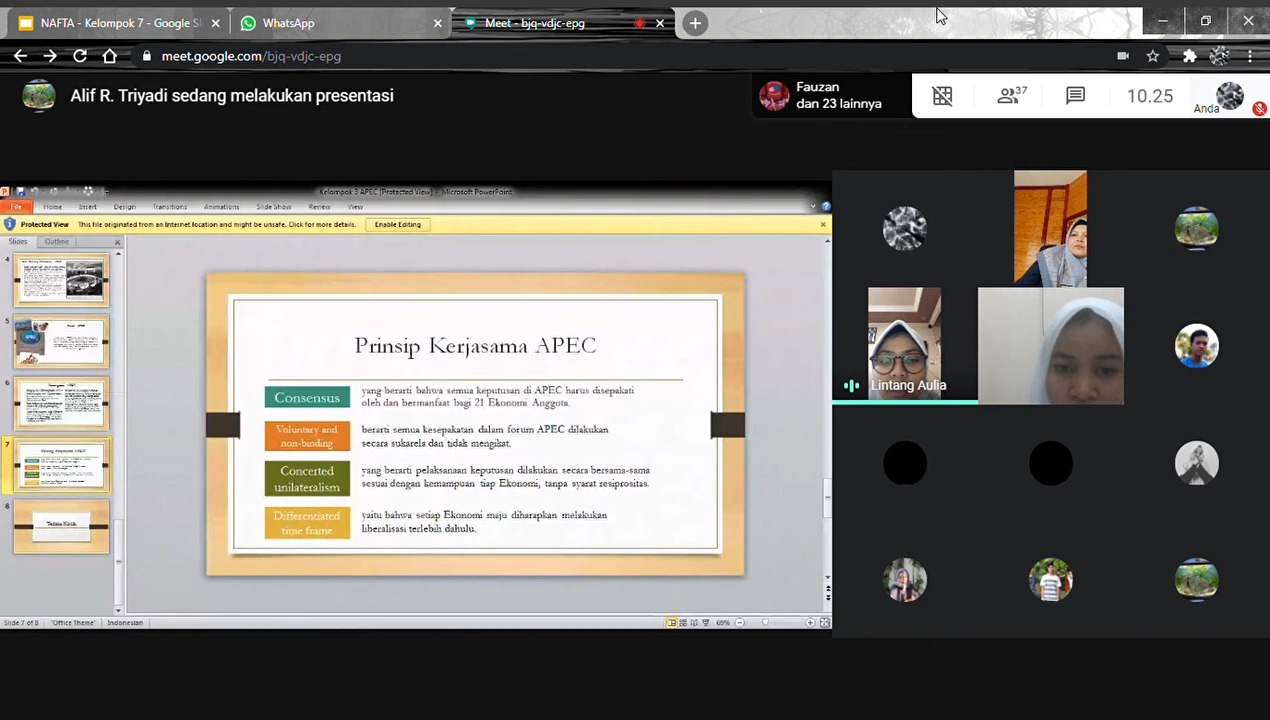 NAFTA - Kelompok 7 - Google Sl
WhatsApp
Meet - bjq-vdjc-epg
meet.google.com/bjq-vdjc-epg
Alif R. Triyadi sedang melakukan presentasi
Fauzan
dan 23 lainnya
37
10.25
Anda
Kelompok 3 APEC [Protected View] - Microsoft PowerPoint
File Home Insert Design Transitions Animations Slide Show Review View
Protected View This file originated from an Internet location and might be unsafe. Click for more details. Enable Editing
Slides Outline
4
5
6
7
8
Terima Kasih
Prinsip Kerjasama APEC
Consensus
yang berarti bahwa semua keputusan di APEC harus disepakati
oleh dan bermanfaat bagi 21 Ekonomi Anggota.
Voluntary and
non-binding
berarti semua kesepakatan dalam forum APEC dilakukan
secara sukarela dan tidak mengikat.
Concerted
unilateralism
yang berarti pelaksanaan keputusan dilakukan secara bersama-sama
sesuai dengan kemampuan tiap Ekonomi, tanpa syarat resiprositas.
Differentiated
time frame
yaitu bahwa setiap Ekonomi maju diharapkan melakukan
liberalisasi terlebih dahulu.
Lintang Aulia
Slide 7 of 8 "Office Theme" Indonesian
69%